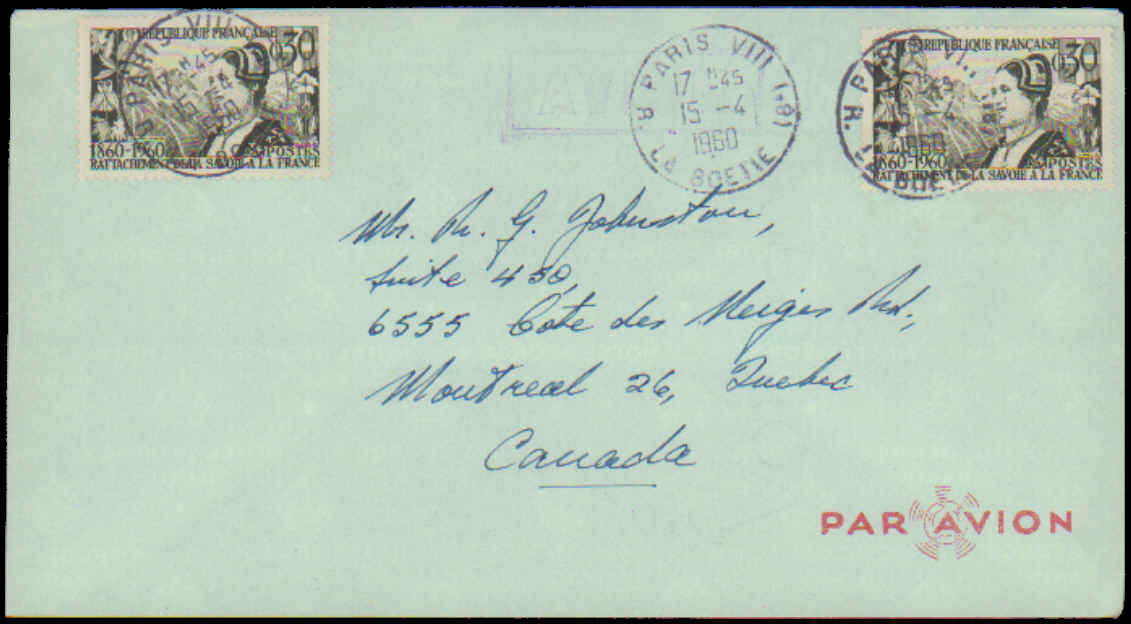 REPUBLIQUE FRANÇAISE
0,30
1860-1960
POSTES
RATTACHEMENT DE LA SAVOIE A LA FRANCE
PARIS VIII (48)
17 H45
15 -4
1960
R. LA BOETIE
REPUBLIQUE FRANÇAISE
0,30
1860-1960
POSTES
RATTACHEMENT DE LA SAVOIE A LA FRANCE
Mr. R. G. Johnston,
Suite 450,
6555 Côte des Neiges Rd.,
Montreal 26, Quebec
Canada
PAR AVION